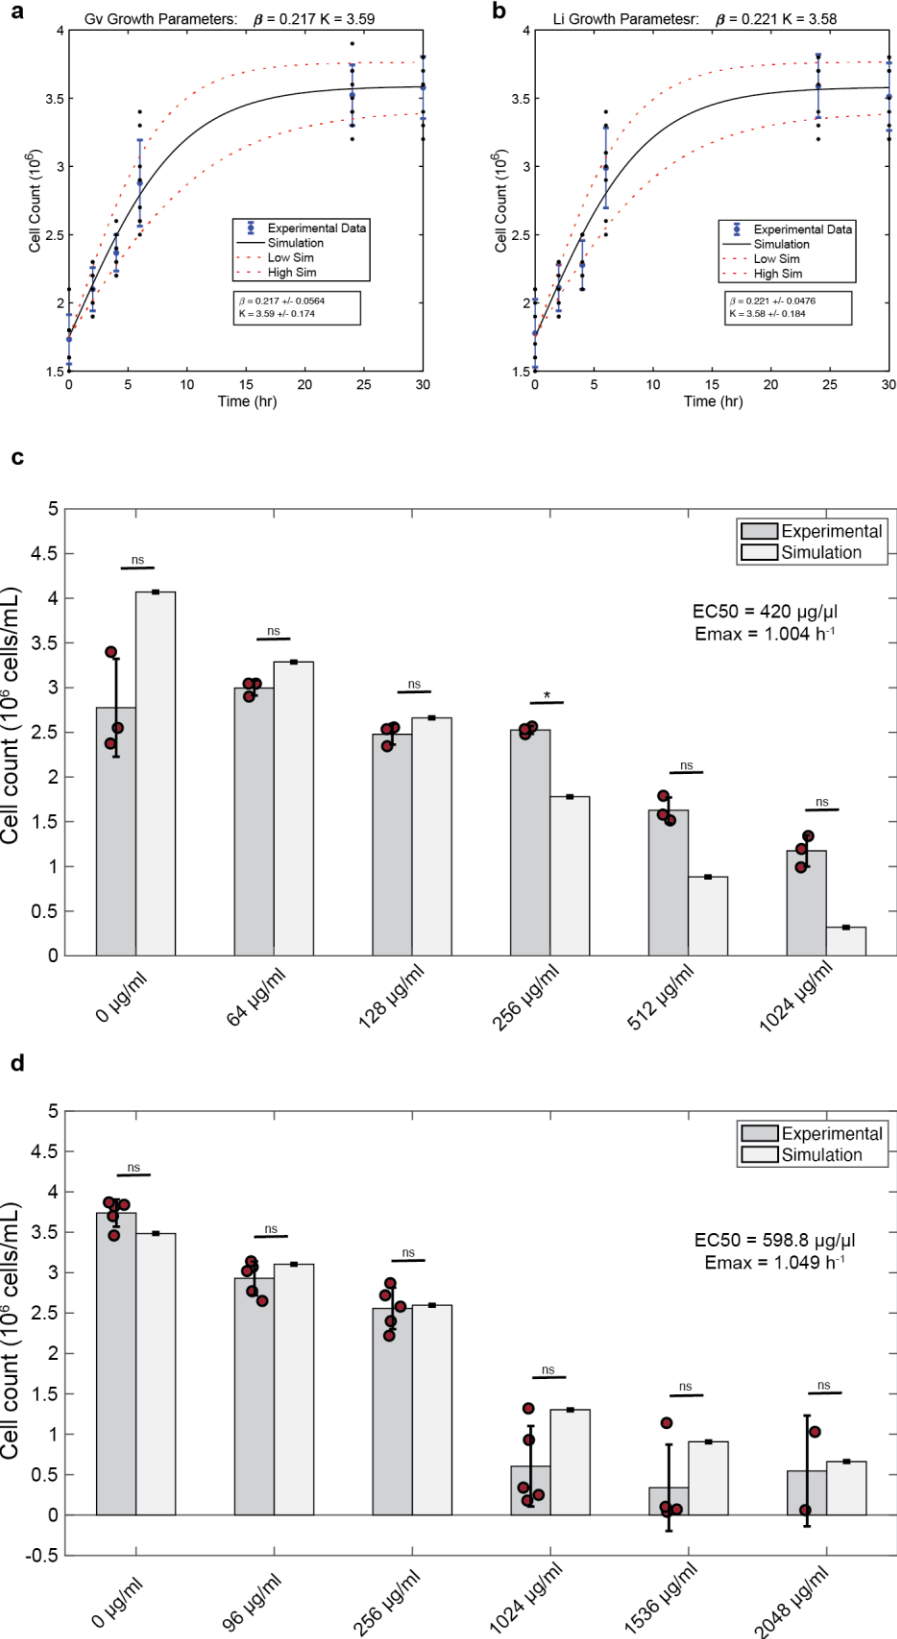 a
Gv Growth Parameters: β = 0.217 K = 3.59
4
3.5
3
2.5
2
1.5
Cell Count (10⁶)
Experimental Data
Simulation
Low Sim
High Sim
β = 0.217 +/- 0.0564
K = 3.59 +/- 0.174
0 5 10 15 20 25 30
Time (hr)
b
Li Growth Parametesr: β = 0.221 K = 3.58
4
3.5
3
2.5
2
1.5
Cell Count (10⁶)
Experimental Data
Simulation
Low Sim
High Sim
β = 0.221 +/- 0.0476
K = 3.58 +/- 0.184
0 5 10 15 20 25 30
Time (hr)
c
5
4.5
4
3.5
3
2.5
2
1.5
1
0.5
0
Cell count (10⁶ cells/mL)
Experimental
Simulation
EC50 = 420 µg/µl
Emax = 1.004 h⁻¹
ns
ns
ns
*
ns
ns
0 µg/ml
64 µg/ml
128 µg/ml
256 µg/ml
512 µg/ml
1024 µg/ml
d
5
4.5
4
3.5
3
2.5
2
1.5
1
0.5
0
-0.5
Cell count (10⁶ cells/mL)
Experimental
Simulation
EC50 = 598.8 µg/µl
Emax = 1.049 h⁻¹
ns
ns
ns
ns
ns
ns
0 µg/ml
96 µg/ml
256 µg/ml
1024 µg/ml
1536 µg/ml
2048 µg/ml